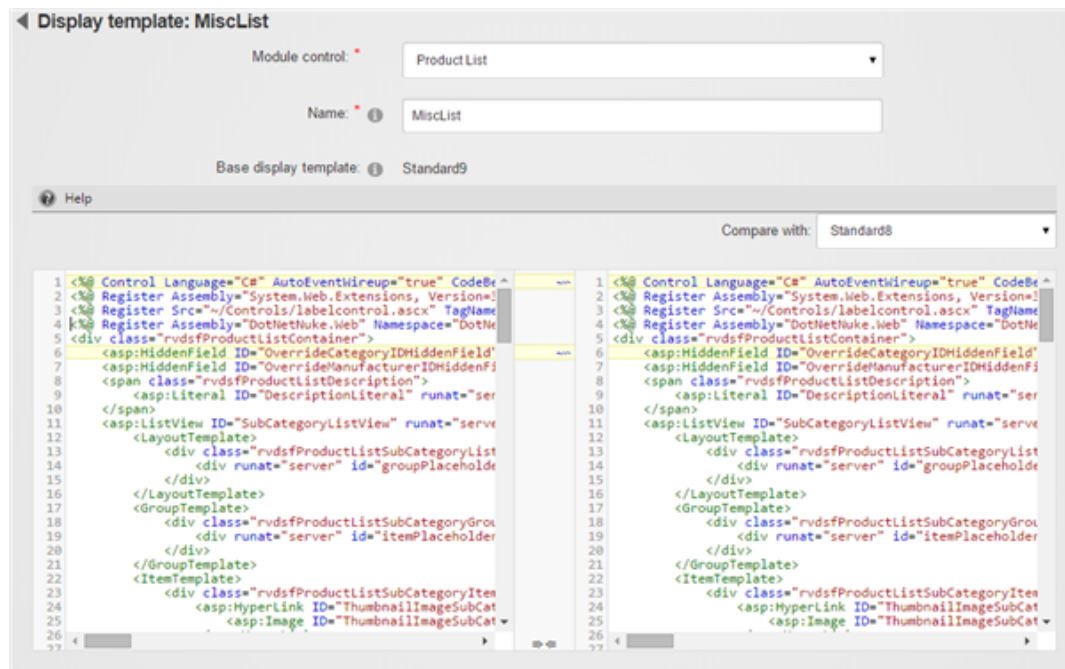 Display template: MiscList
Module control: *
Product List
Name: *
MiscList
Base display template:
Standard9
Help
Compare with:
Standard8
1 <%@ Control Language="C#" AutoEventWireup="true" CodeBe
2 <%@ Register Assembly="System.Web.Extensions, Version=3
3 <%@ Register Src="~/Controls/labelcontrol.ascx" TagName
4 <%@ Register Assembly="DotNetNuke.Web" Namespace="DotNe
5 <div class="rvdsfProductListContainer">
6 <asp:HiddenField ID="OverrideCategoryIDHiddenField"
7 <asp:HiddenField ID="OverrideManufacturerIDHiddenFi
8 <span class="rvdsfProductListDescription">
9 <asp:Literal ID="DescriptionLiteral" runat="ser
10 </span>
11 <asp:ListView ID="SubCategoryListView" runat="serve
12 <LayoutTemplate>
13 <div class="rvdsfProductListSubCategoryList
14 <div runat="server" id="groupPlaceholde
15 </div>
16 </LayoutTemplate>
17 <GroupTemplate>
18 <div class="rvdsfProductListSubCategoryGrou
19 <div runat="server" id="itemPlaceholder
20 </div>
21 </GroupTemplate>
22 <ItemTemplate>
23 <div class="rvdsfProductListSubCategoryItem
24 <asp:HyperLink ID="ThumbnailImageSubCat
25 <asp:Image ID="ThumbnailImageSubCat
26
27
1 <%@ Control Language="C#" AutoEventWireup="true" CodeBe
2 <%@ Register Assembly="System.Web.Extensions, Version=3
3 <%@ Register Src="~/Controls/labelcontrol.ascx" TagName
4 <%@ Register Assembly="DotNetNuke.Web" Namespace="DotNe
5 <div class="rvdsfProductListContainer">
6 <asp:HiddenField ID="OverrideCategoryIDHiddenField"
7 <asp:HiddenField ID="OverrideManufacturerIDHiddenFi
8 <span class="rvdsfProductListDescription">
9 <asp:Literal ID="DescriptionLiteral" runat="ser
10 </span>
11 <asp:ListView ID="SubCategoryListView" runat="serve
12 <LayoutTemplate>
13 <div class="rvdsfProductListSubCategoryList
14 <div runat="server" id="groupPlaceholde
15 </div>
16 </LayoutTemplate>
17 <GroupTemplate>
18 <div class="rvdsfProductListSubCategoryGrou
19 <div runat="server" id="itemPlaceholder
20 </div>
21 </GroupTemplate>
22 <ItemTemplate>
23 <div class="rvdsfProductListSubCategoryItem
24 <asp:HyperLink ID="ThumbnailImageSubCat
25 <asp:Image ID="ThumbnailImageSubCat
26
27